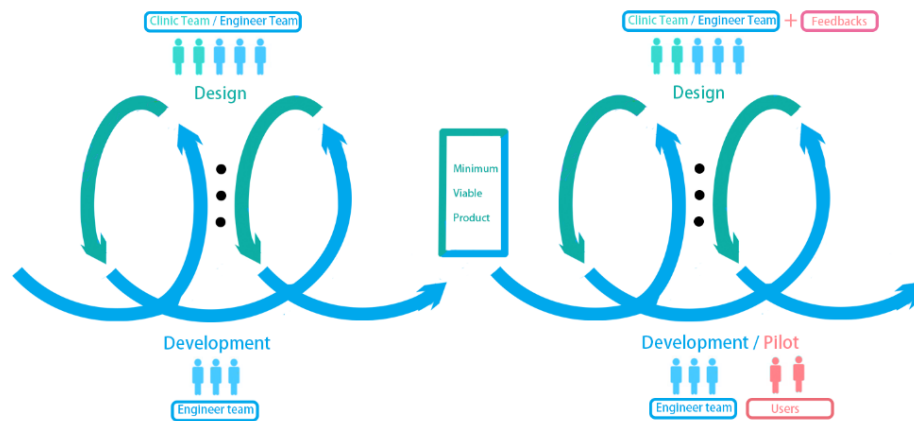 Clinic Team / Engineer Team
Design
Development
Engineer team
Minimum
Viable
Product
Clinic Team / Engineer Team + Feedbacks
Design
Development / Pilot
Engineer team
Users